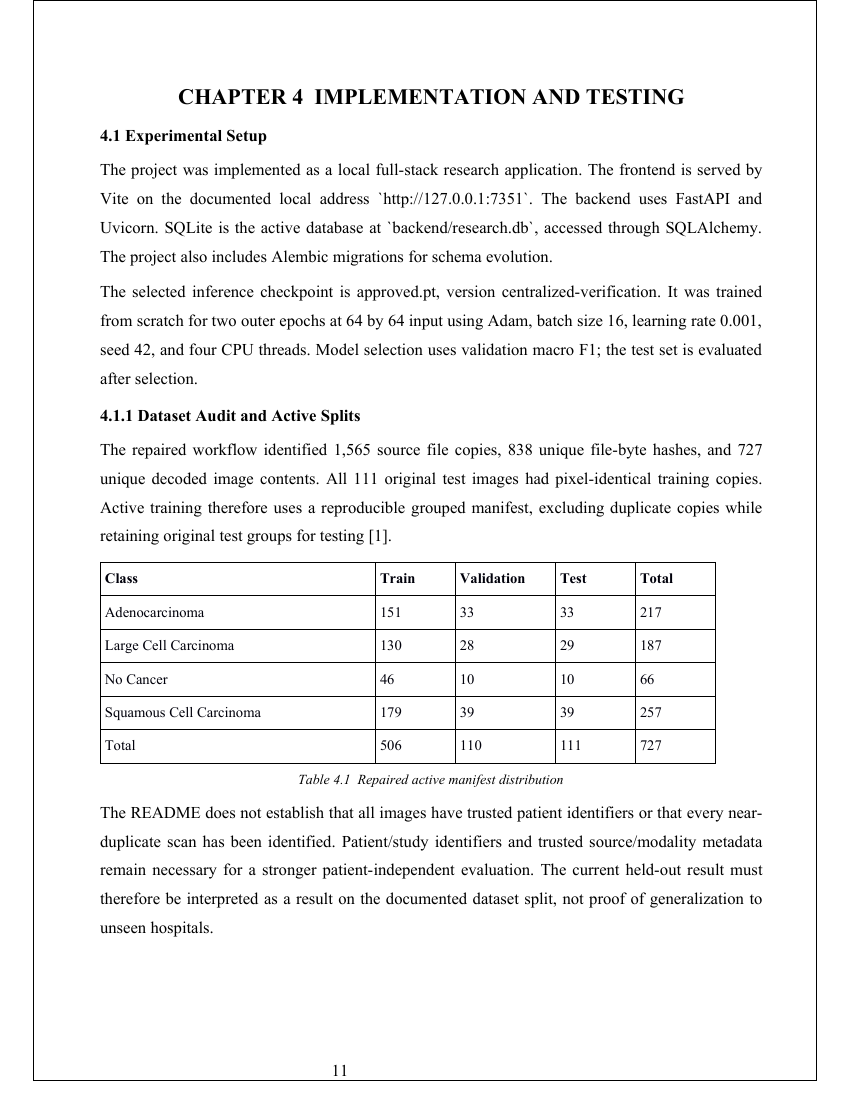 CHAPTER 4  IMPLEMENTATION AND TESTING
4.1 Experimental Setup
The project was implemented as a local full-stack research application. The frontend is served by
Vite on the documented local address `http://127.0.0.1:7351`. The backend uses FastAPI and
Uvicorn. SQLite is the active database at `backend/research.db`, accessed through SQLAlchemy.
The project also includes Alembic migrations for schema evolution.
The selected inference checkpoint is approved.pt, version centralized-verification. It was trained
from scratch for two outer epochs at 64 by 64 input using Adam, batch size 16, learning rate 0.001,
seed 42, and four CPU threads. Model selection uses validation macro F1; the test set is evaluated
after selection.
4.1.1 Dataset Audit and Active Splits
The repaired workflow identified 1,565 source file copies, 838 unique file-byte hashes, and 727
unique decoded image contents. All 111 original test images had pixel-identical training copies.
Active training therefore uses a reproducible grouped manifest, excluding duplicate copies while
retaining original test groups for testing [1].
Class Train Validation Test Total
Adenocarcinoma 151 33 33 217
Large Cell Carcinoma 130 28 29 187
No Cancer 46 10 10 66
Squamous Cell Carcinoma 179 39 39 257
Total 506 110 111 727
Table 4.1  Repaired active manifest distribution
The README does not establish that all images have trusted patient identifiers or that every near-
duplicate scan has been identified. Patient/study identifiers and trusted source/modality metadata
remain necessary for a stronger patient-independent evaluation. The current held-out result must
therefore be interpreted as a result on the documented dataset split, not proof of generalization to
unseen hospitals.
11